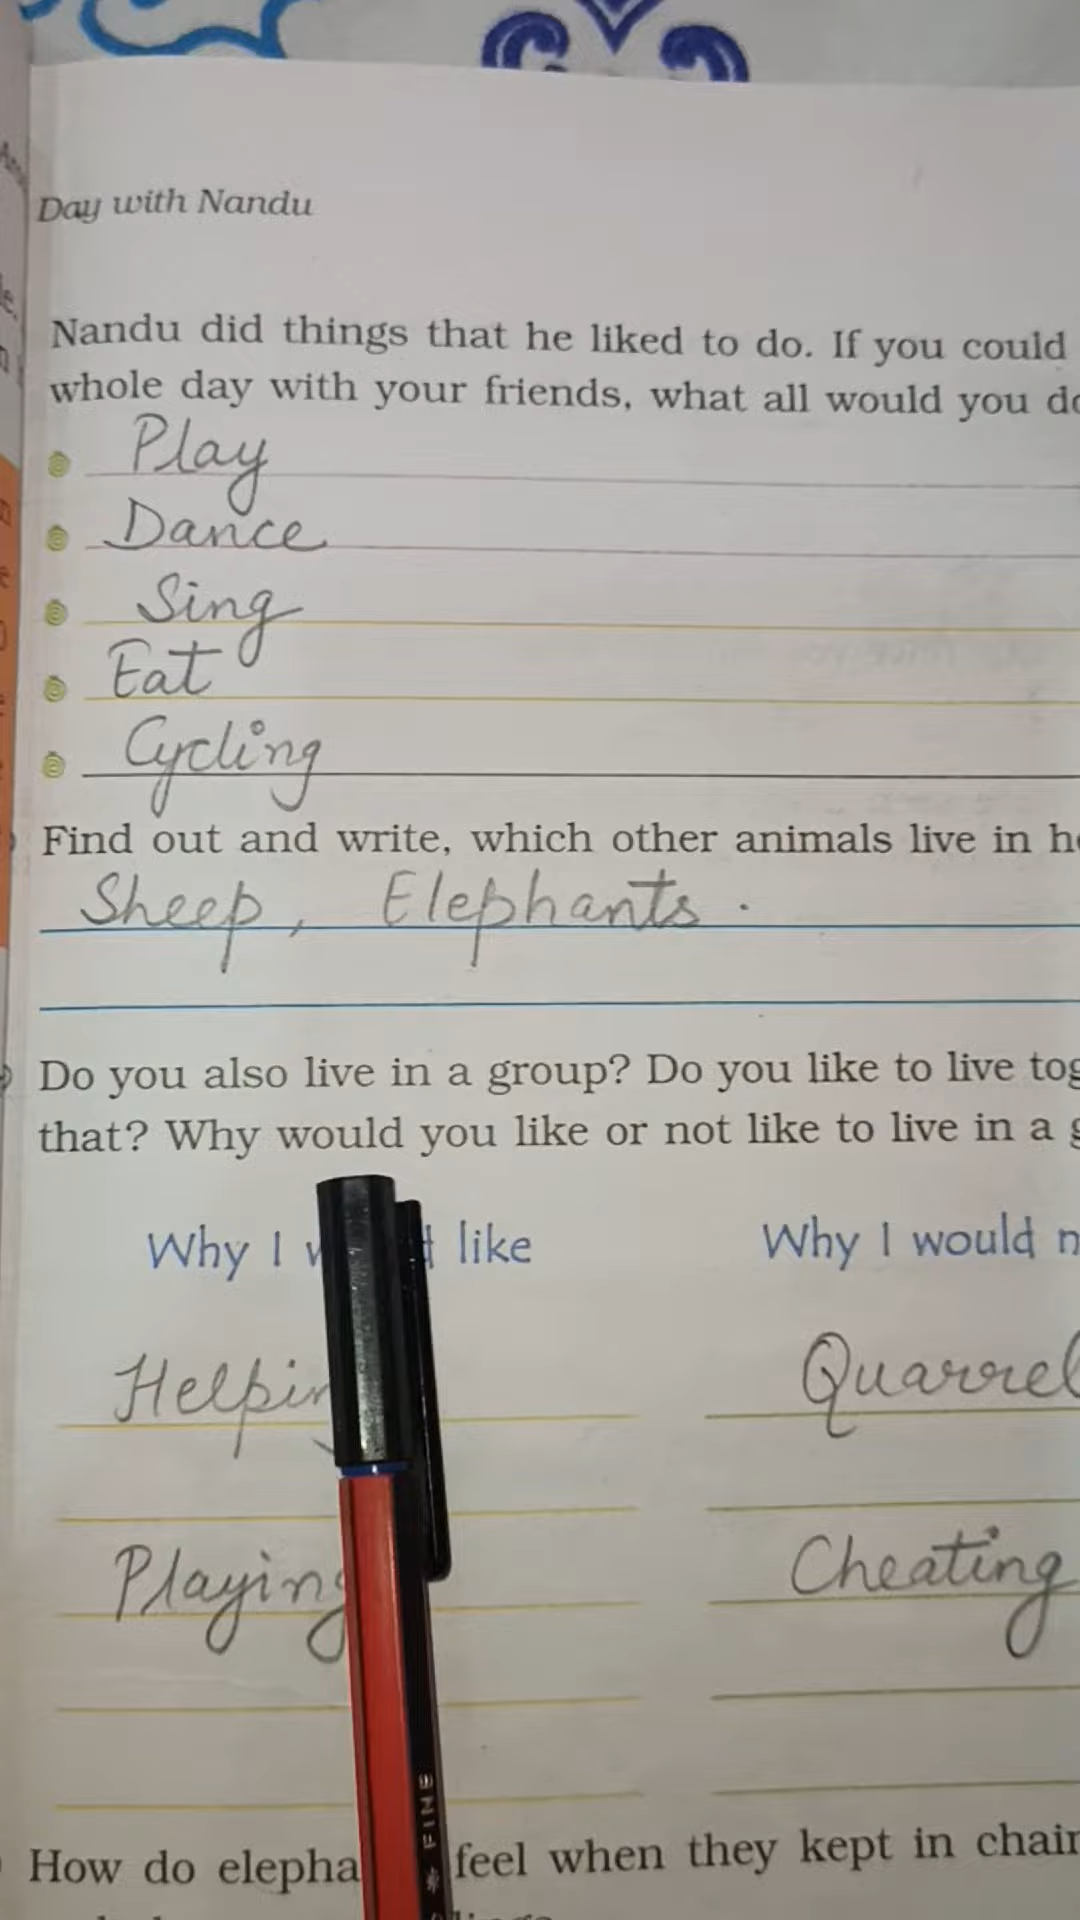 Day with Nandu
Nandu did things that he liked to do. If you could
whole day with your friends, what all would you do
Play
Dance
Sing
Eat
Cycling
Find out and write, which other animals live in
Sheep, Elephants.
Do you also live in a group? Do you like to live
that? Why would you like or not like to live in a
Why I like Why I would
Helping Quarrel
Playing Cheating
How do feel when they kept in
FINE